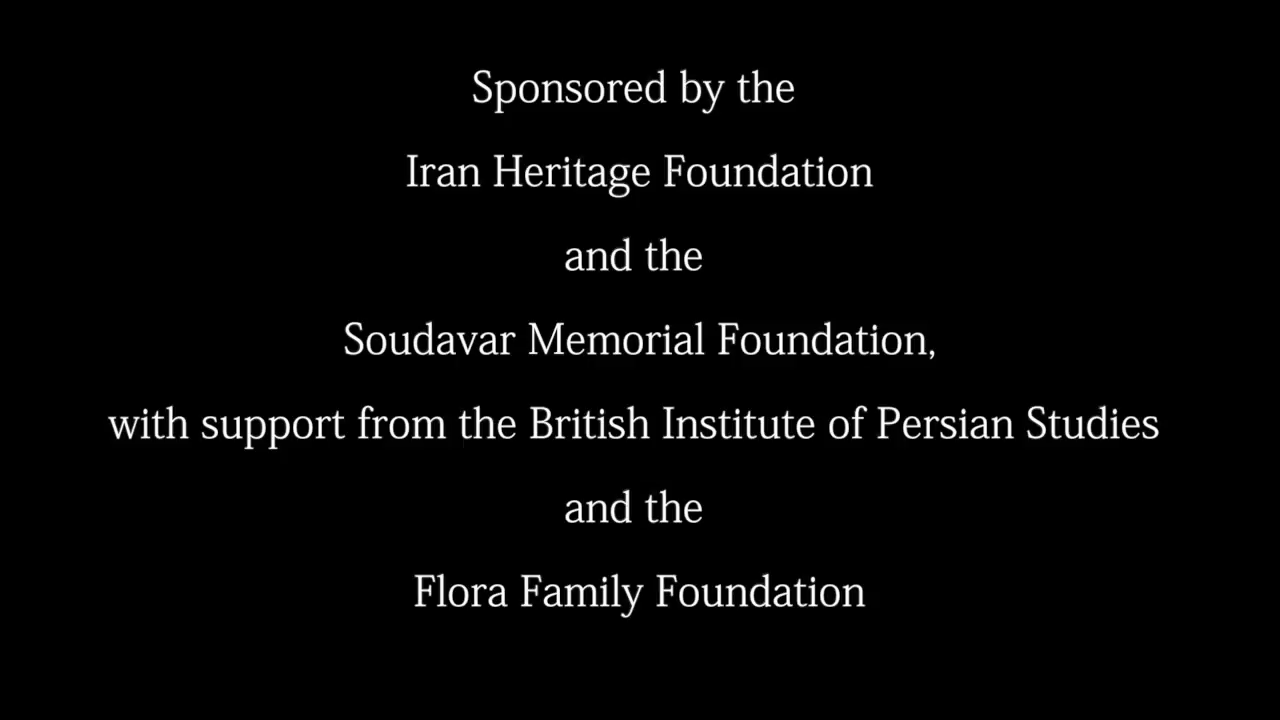 Sponsored by the
Iran Heritage Foundation
and the
Soudavar Memorial Foundation,
with support from the British Institute of Persian Studies
and the
Flora Family Foundation